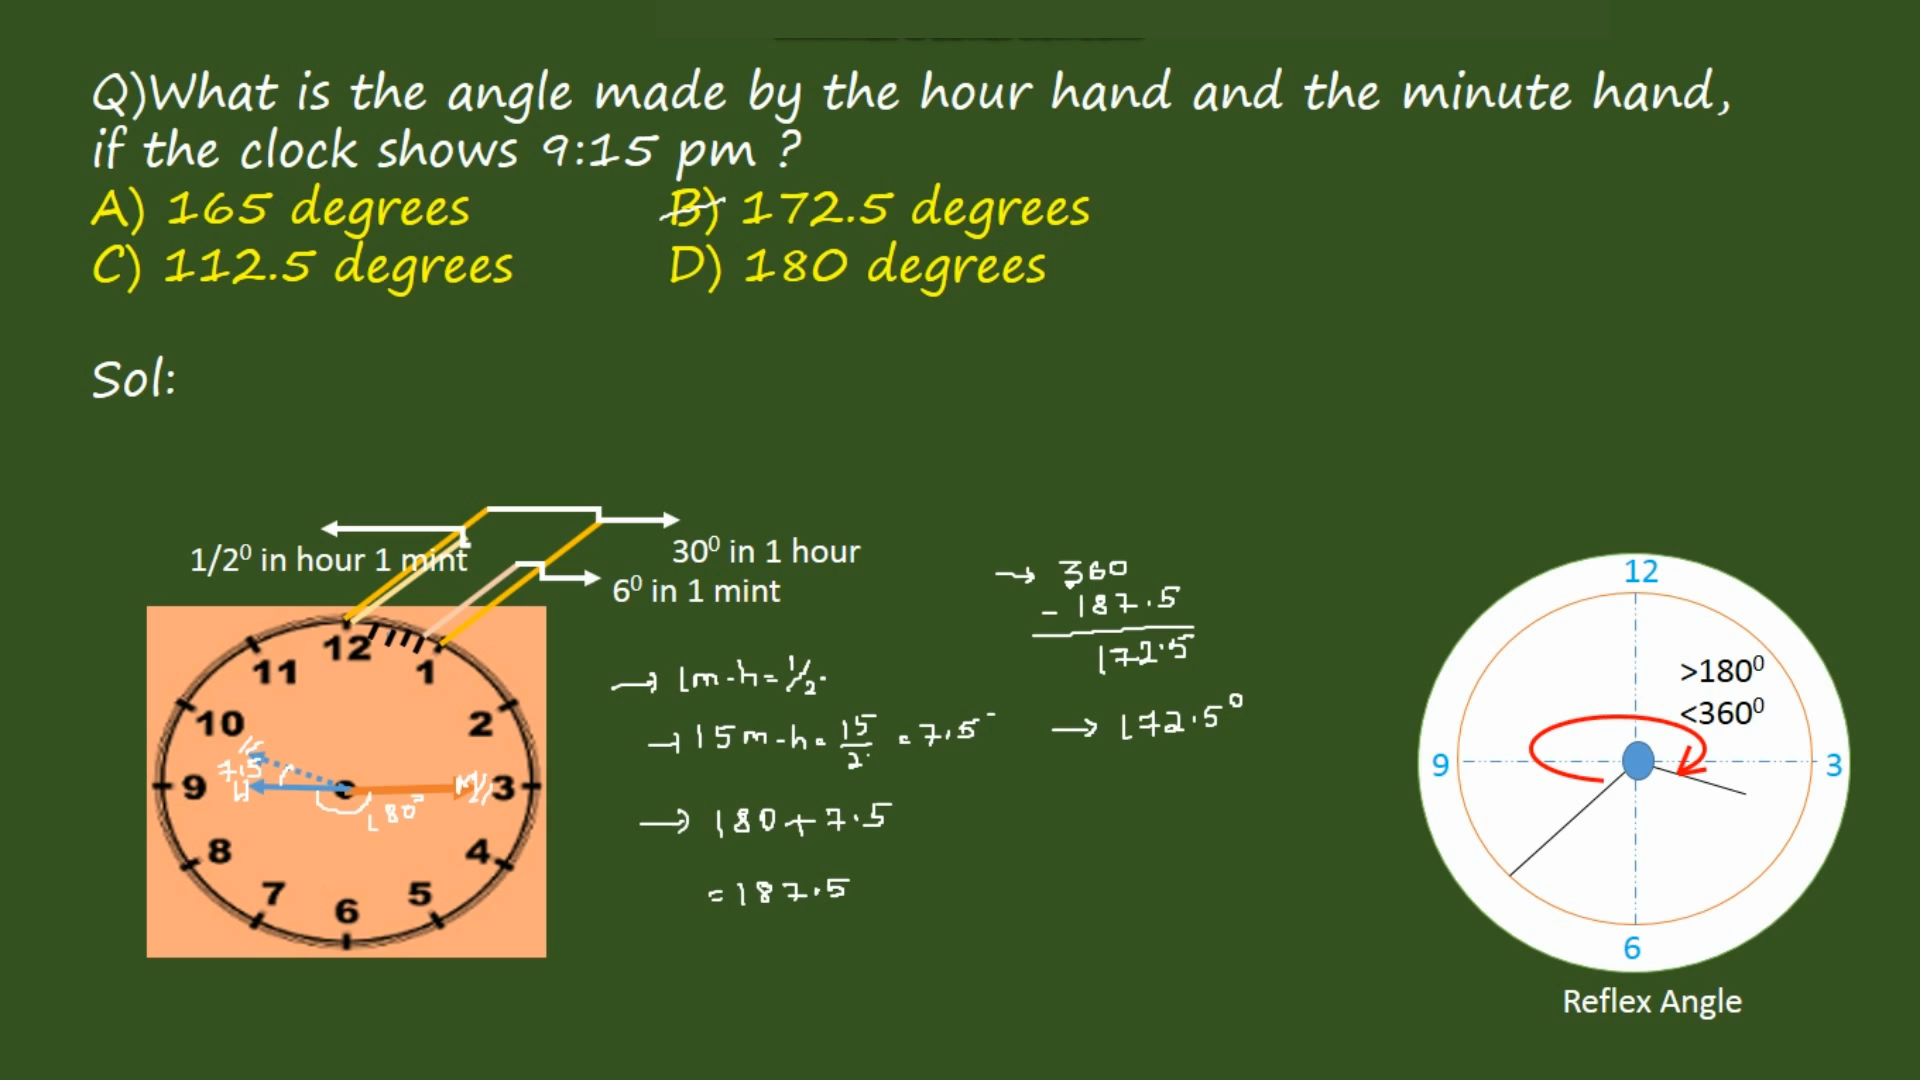 Q)What is the angle made by the hour hand and the minute hand,
if the clock shows 9:15 pm ?
A) 165 degrees B) 172.5 degrees
C) 112.5 degrees D) 180 degrees
Sol:
1/2⁰ in hour 1 mint
30⁰ in 1 hour
6⁰ in 1 mint
12
1
2
3
4
5
6
7
8
9
10
11
7.5
H
M
180°
→ 1m-h=1/2.
→ 15m-h=15/2=7.5°
→ 180+7.5
=187.5
→ 360
- 187.5
172.5
→ 172.5⁰
12
>180⁰
<360⁰
9
3
6
Reflex Angle